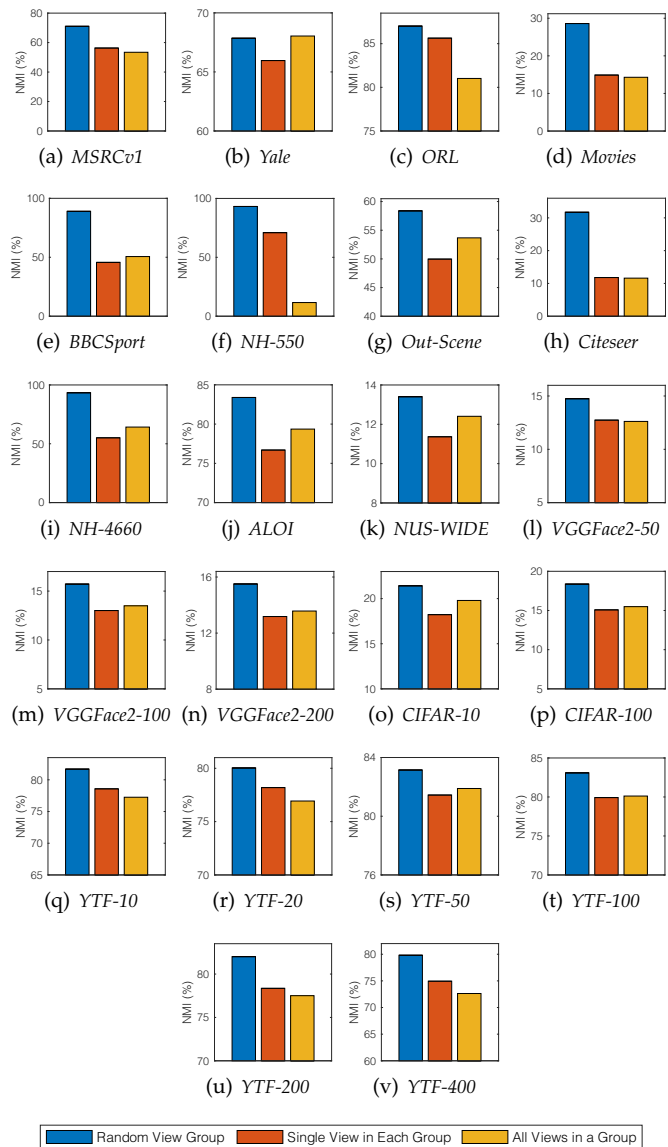 NMI (%) 80 60 40 20 0
NMI (%) 70 65 60
NMI (%) 85 80 75
NMI (%) 30 20 10 0
(a) MSRCv1 (b) Yale (c) ORL (d) Movies
NMI (%) 100 50 0
NMI (%) 100 50 0
NMI (%) 60 55 50 45 40
NMI (%) 30 20 10 0
(e) BBCSport (f) NH-550 (g) Out-Scene (h) Citeseer
NMI (%) 100 50 0
NMI (%) 85 80 75 70
NMI (%) 14 12 10 8
NMI (%) 15 10 5
(i) NH-4660 (j) ALOI (k) NUS-WIDE (l) VGGFace2-50
NMI (%) 15 10 5
NMI (%) 16 12 8
NMI (%) 20 15 10
NMI (%) 20 15 10 5
(m) VGGFace2-100 (n) VGGFace2-200 (o) CIFAR-10 (p) CIFAR-100
NMI (%) 80 75 70 65
NMI (%) 80 75 70
NMI (%) 84 82 80 78 76
NMI (%) 85 80 75 70
(q) YTF-10 (r) YTF-20 (s) YTF-50 (t) YTF-100
NMI (%) 80 75 70
NMI (%) 80 75 70 65 60
(u) YTF-200 (v) YTF-400
Random View Group Single View in Each Group All Views in a Group